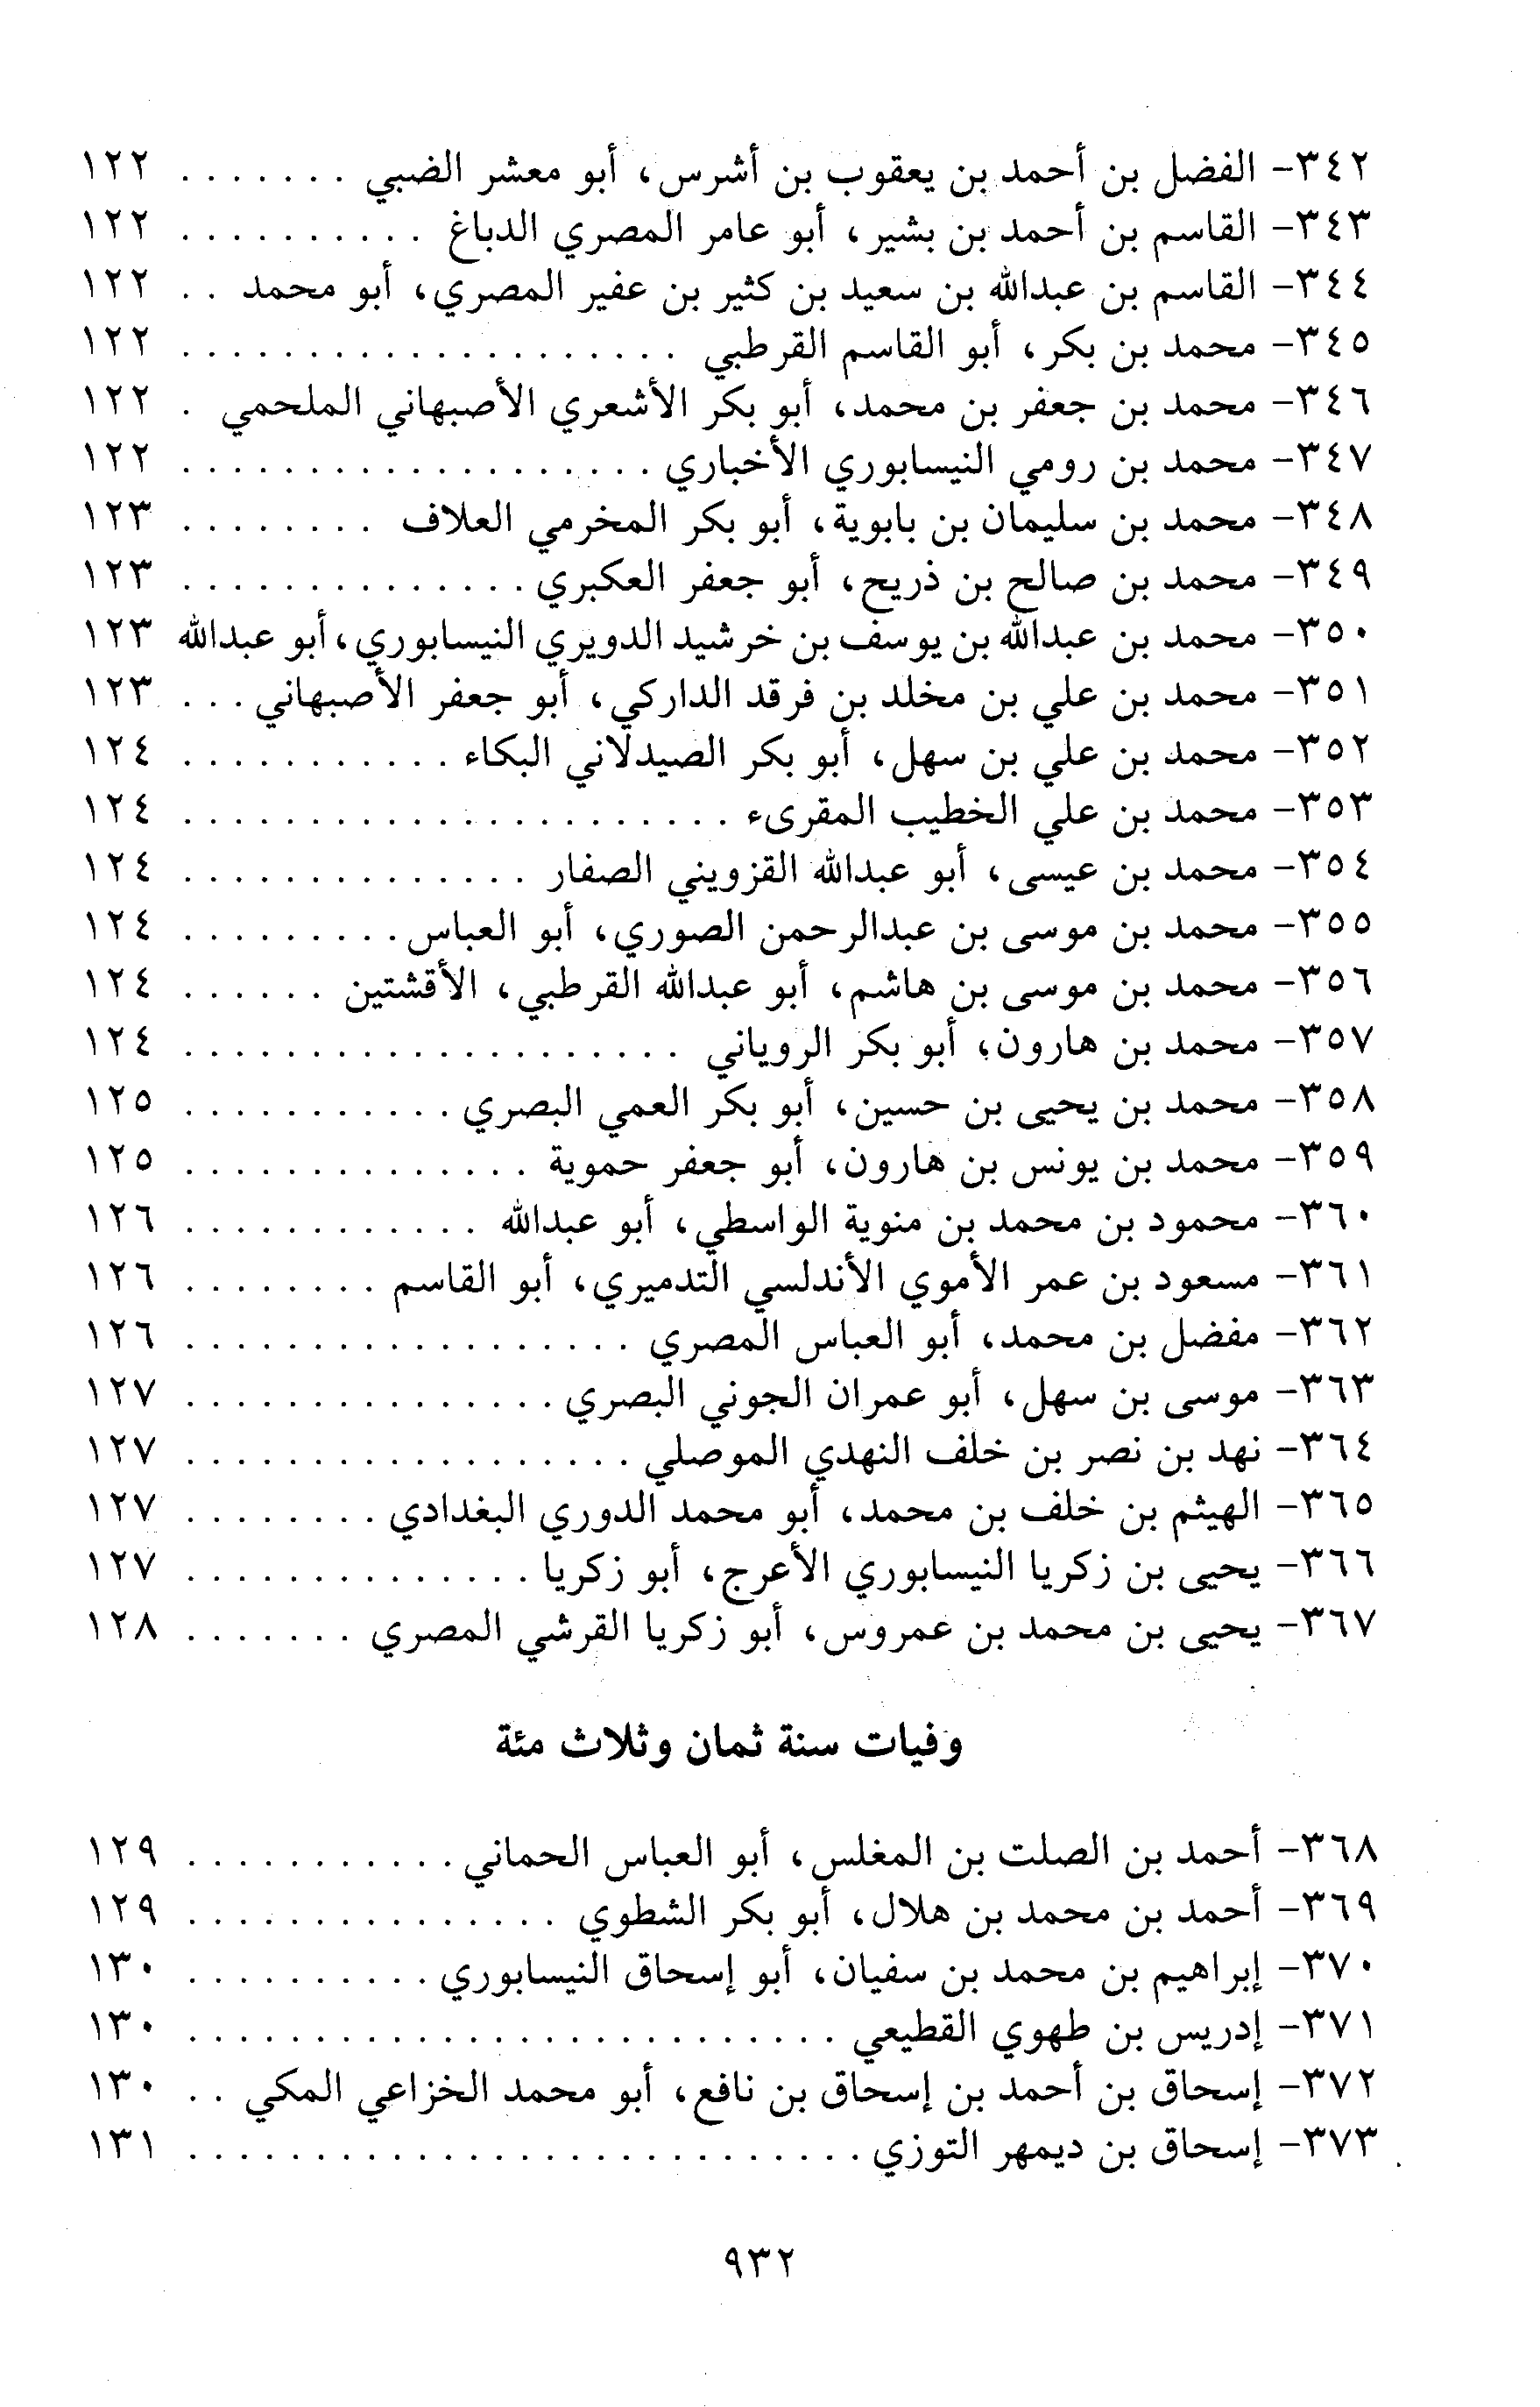 ٣٤٢- الفضل بن أحمد بن يعقوب بن أشرس، أبو معشر الضبي . . . . . . . ١٢٢
٣٤٣- القاسم بن أحمد بن بشير، أبو عامر المصري الدباغ . . . . . . . . . . ١٢٢
٣٤٤- القاسم بن عبدالله بن سعيد بن كثير بن عفير المصري، أبو محمد . . ١٢٢
٣٤٥- محمد بن بكر، أبو القاسم القرطبي . . . . . . . . . . . . . . . . . . . . ١٢٢
٣٤٦- محمد بن جعفر بن محمد، أبو بكر الأشعري الأصبهاني الملحمي . ١٢٢
٣٤٧- محمد بن رومي النيسابوري الأخباري . . . . . . . . . . . . . . . . . . . ١٢٢
٣٤٨- محمد بن سليمان بن بابوية، أبو بكر المخرمي العلاف . . . . . . . . ١٢٣
٣٤٩- محمد بن صالح بن ذريح، أبو جعفر العكبري . . . . . . . . . . . . . . ١٢٣
٣٥٠- محمد بن عبدالله بن يوسف بن خرشيد الدويري النيسابوري، أبو عبدالله ١٢٣
٣٥١- محمد بن علي بن مخلد بن فرقد الداركي، أبو جعفر الأصبهاني . . . ١٢٣
٣٥٢- محمد بن علي بن سهل، أبو بكر الصيدلاني البكاء . . . . . . . . . . . ١٢٤
٣٥٣- محمد بن علي الخطيب المقرىء . . . . . . . . . . . . . . . . . . . . . . ١٢٤
٣٥٤- محمد بن عيسى، أبو عبدالله القزويني الصفار . . . . . . . . . . . . . . ١٢٤
٣٥٥- محمد بن موسى بن عبدالرحمن الصوري، أبو العباس . . . . . . . . . ١٢٤
٣٥٦- محمد بن موسى بن هاشم، أبو عبدالله القرطبي، الأقشتين . . . . . . ١٢٤
٣٥٧- محمد بن هارون، أبو بكر الروياني . . . . . . . . . . . . . . . . . . . . ١٢٤
٣٥٨- محمد بن يحيى بن حسين، أبو بكر العمي البصري . . . . . . . . . . . ١٢٥
٣٥٩- محمد بن يونس بن هارون، أبو جعفر حموية . . . . . . . . . . . . . . ١٢٥
٣٦٠- محمود بن محمد بن منوية الواسطي، أبو عبدالله . . . . . . . . . . . . ١٢٦
٣٦١- مسعود بن عمر الأموي الأندلسي التدميري، أبو القاسم . . . . . . . . ١٢٦
٣٦٢- مفضل بن محمد، أبو العباس المصري . . . . . . . . . . . . . . . . . . ١٢٦
٣٦٣- موسى بن سهل، أبو عمران الجوني البصري . . . . . . . . . . . . . . . ١٢٧
٣٦٤- نهد بن نصر بن خلف النهدي الموصلي . . . . . . . . . . . . . . . . . . ١٢٧
٣٦٥- الهيثم بن خلف بن محمد، أبو محمد الدوري البغدادي . . . . . . . . ١٢٧
٣٦٦- يحيى بن زكريا النيسابوري الأعرج، أبو زكريا . . . . . . . . . . . . . . ١٢٧
٣٦٧- يحيى بن محمد بن عمروس، أبو زكريا القرشي المصري . . . . . . . ١٢٨
وفيات سنة ثمان وثلاث مئة
٣٦٨- أحمد بن الصلت بن المغلس، أبو العباس الحماني . . . . . . . . . . . ١٢٩
٣٦٩- أحمد بن محمد بن هلال، أبو بكر الشطوي . . . . . . . . . . . . . . . ١٢٩
٣٧٠- إبراهيم بن محمد بن سفيان، أبو إسحاق النيسابوري . . . . . . . . . . ١٣٠
٣٧١- إدريس بن طهوي القطيعي . . . . . . . . . . . . . . . . . . . . . . . . . . ١٣٠
٣٧٢- إسحاق بن أحمد بن إسحاق بن نافع، أبو محمد الخزاعي المكي . . ١٣٠
٣٧٣- إسحاق بن ديمهر التوزي . . . . . . . . . . . . . . . . . . . . . . . . . . . ١٣١
٩٣٢